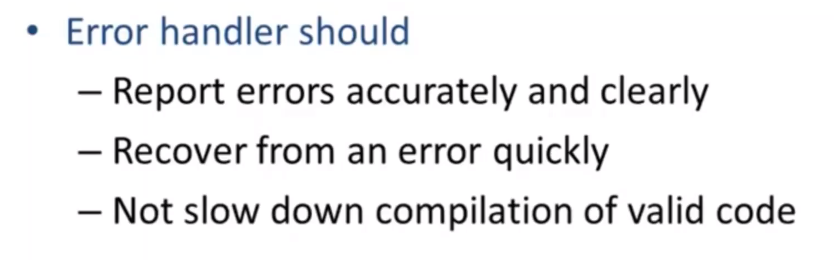 • Error handler should
– Report errors accurately and clearly
– Recover from an error quickly
– Not slow down compilation of valid code